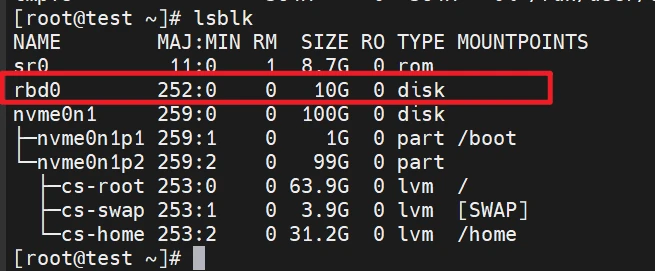 [root@test ~]# lsblk
NAME MAJ:MIN RM SIZE RO TYPE MOUNTPOINTS
sr0 11:0 1 8.7G 0 rom
rbd0 252:0 0 10G 0 disk
nvme0n1 259:0 0 100G 0 disk
├─nvme0n1p1 259:1 0 1G 0 part /boot
└─nvme0n1p2 259:2 0 99G 0 part
├─cs-root 253:0 0 63.9G 0 lvm /
├─cs-swap 253:1 0 3.9G 0 lvm [SWAP]
└─cs-home 253:2 0 31.2G 0 lvm /home
[root@test ~]#